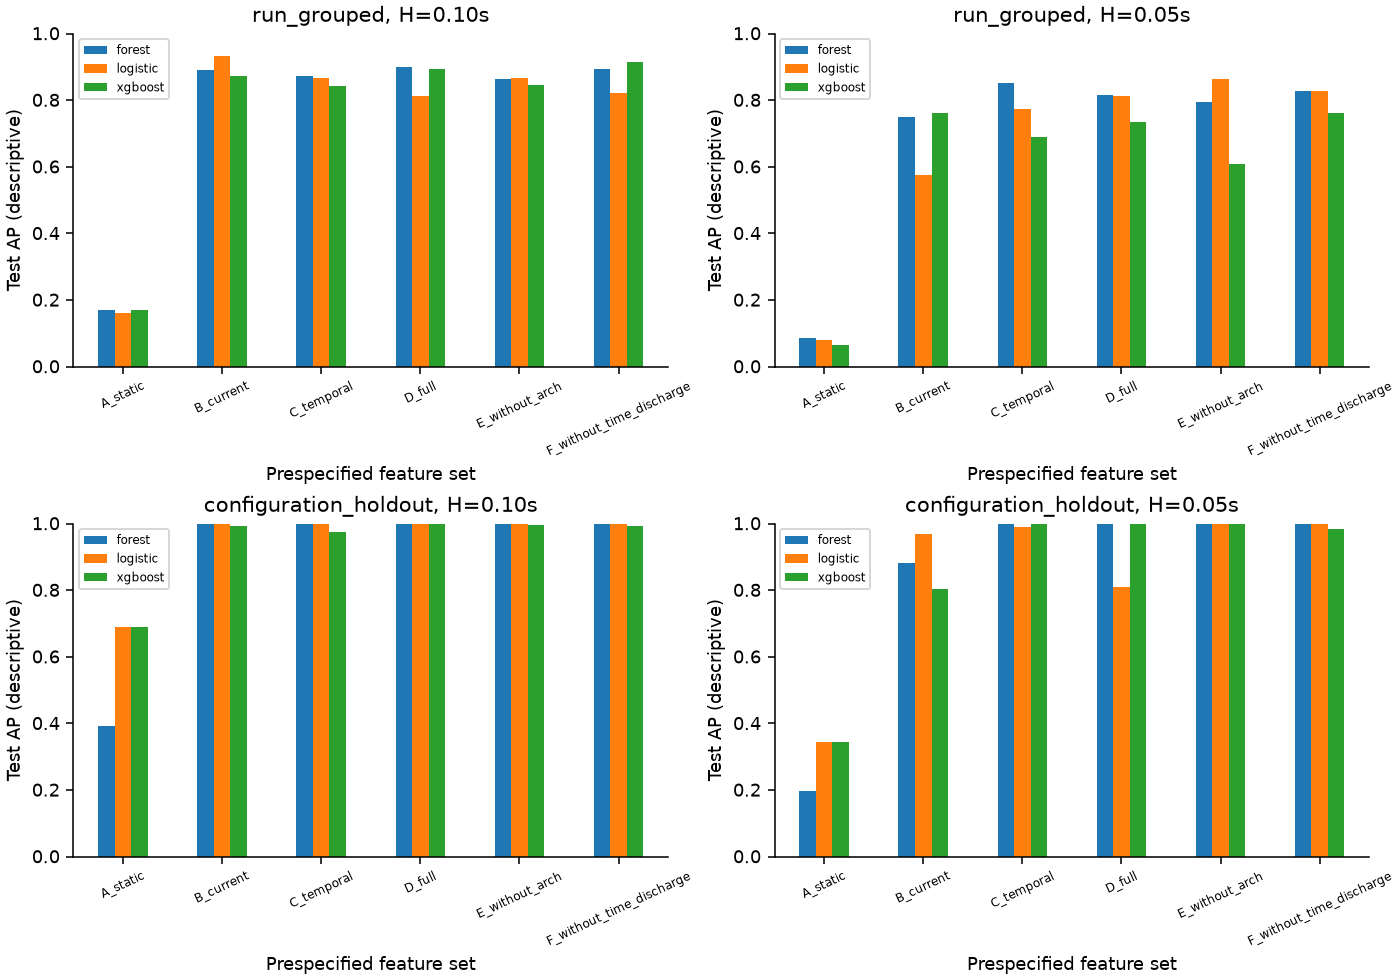 run_grouped, H=0.10s
Test AP (descriptive)
1.0
0.8
0.6
0.4
0.2
0.0
forest
logistic
xgboost
A_static
B_current
C_temporal
D_full
E_without_arch
F_without_time_discharge
Prespecified feature set
run_grouped, H=0.05s
Test AP (descriptive)
1.0
0.8
0.6
0.4
0.2
0.0
forest
logistic
xgboost
A_static
B_current
C_temporal
D_full
E_without_arch
F_without_time_discharge
Prespecified feature set
configuration_holdout, H=0.10s
Test AP (descriptive)
1.0
0.8
0.6
0.4
0.2
0.0
forest
logistic
xgboost
A_static
B_current
C_temporal
D_full
E_without_arch
F_without_time_discharge
Prespecified feature set
configuration_holdout, H=0.05s
Test AP (descriptive)
1.0
0.8
0.6
0.4
0.2
0.0
forest
logistic
xgboost
A_static
B_current
C_temporal
D_full
E_without_arch
F_without_time_discharge
Prespecified feature set